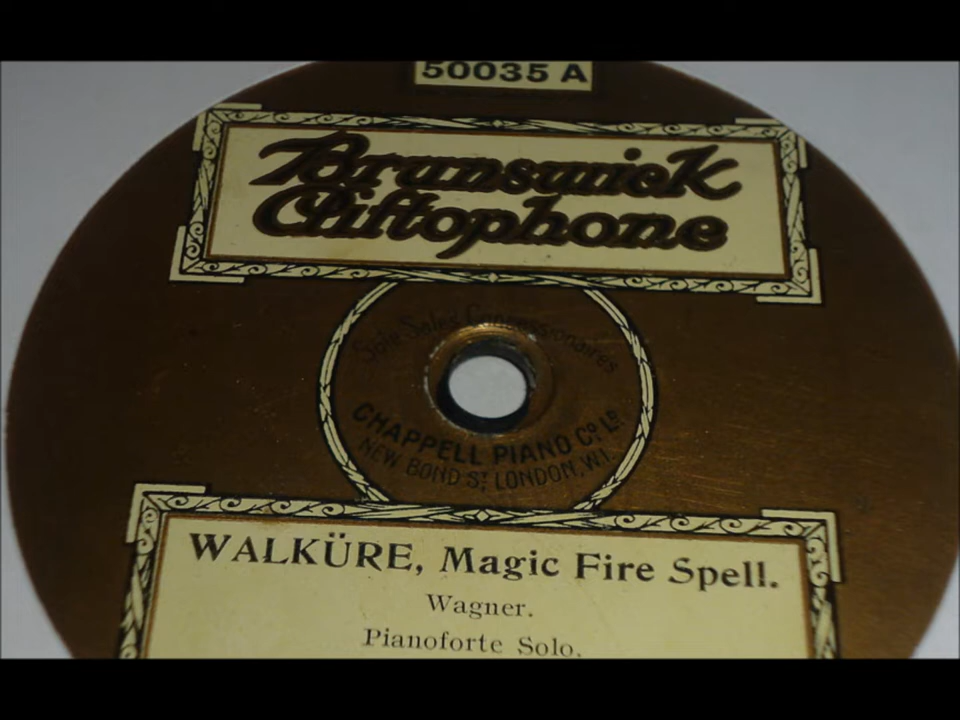 50035 A
Brunswick
Cliftophone
Sole Sales Concessionaires
CHAPPELL PIANO Co. Ld.
NEW BOND ST. LONDON, W.1.
WALKÜRE, Magic Fire Spell.
Wagner.
Pianoforte Solo.